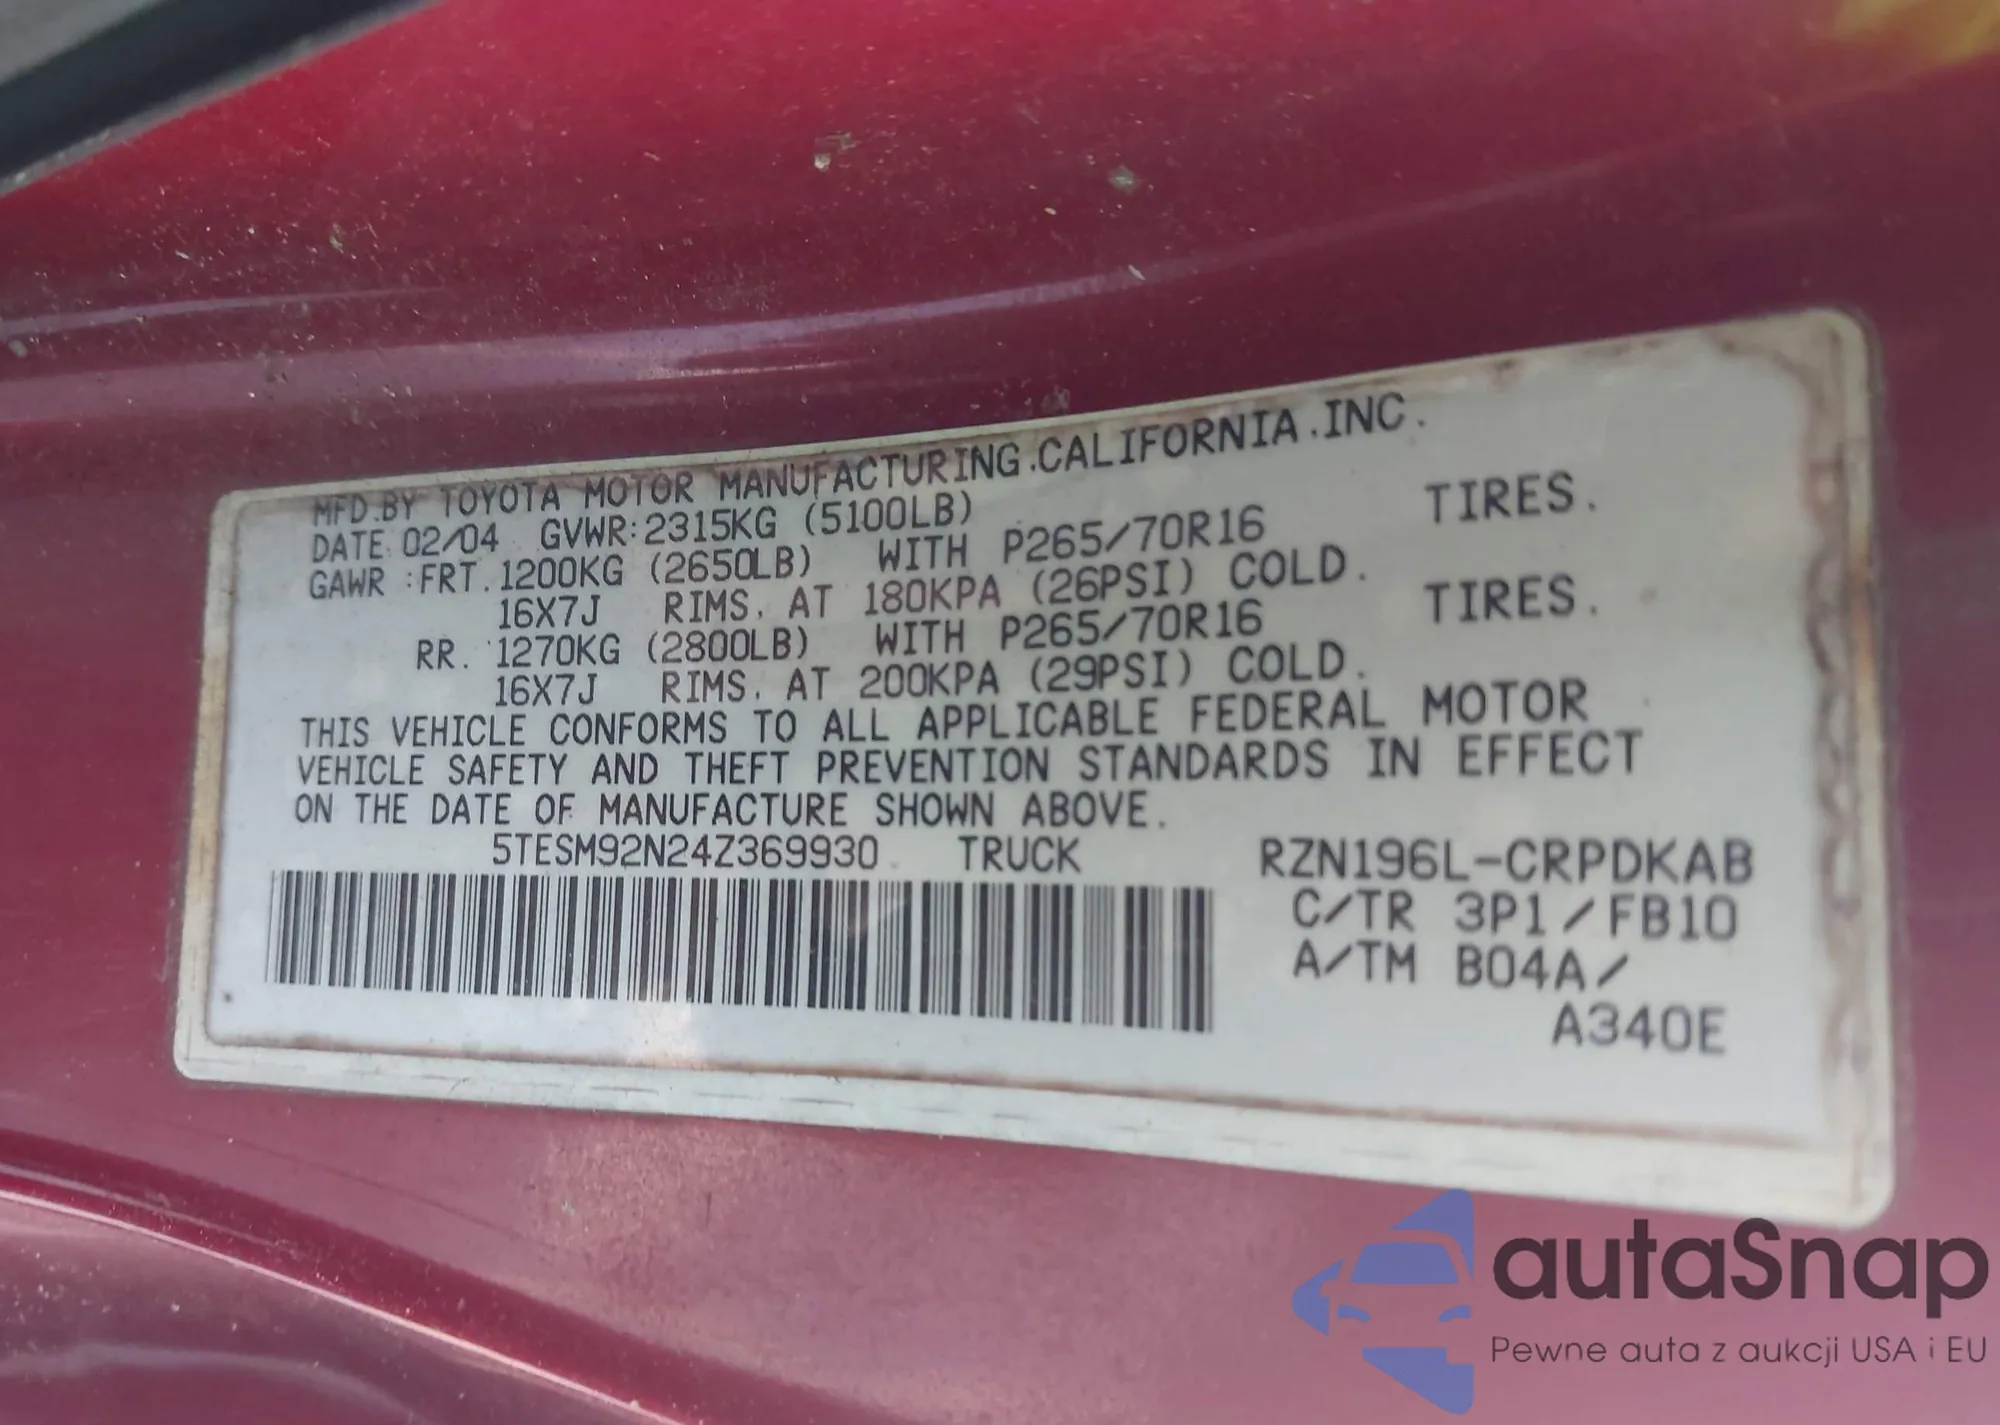 MFD.BY TOYOTA MOTOR MANUFACTURING.CALIFORNIA.INC.
DATE: 02/04 GVWR:2315KG (5100LB)
GAWR :FRT.1200KG (2650LB) WITH P265/70R16 TIRES.
16X7J RIMS, AT 180KPA (26PSI) COLD.
RR. 1270KG (2800LB) WITH P265/70R16 TIRES.
16X7J RIMS, AT 200KPA (29PSI) COLD.
THIS VEHICLE CONFORMS TO ALL APPLICABLE FEDERAL MOTOR
VEHICLE SAFETY AND THEFT PREVENTION STANDARDS IN EFFECT
ON THE DATE OF MANUFACTURE SHOWN ABOVE.
5TESM92N24Z369930 TRUCK RZN196L-CRPDKAB
C/TR 3P1/FB10
A/TM B04A/
A340E
autaSnap
Pewne auta z aukcji USA i EU